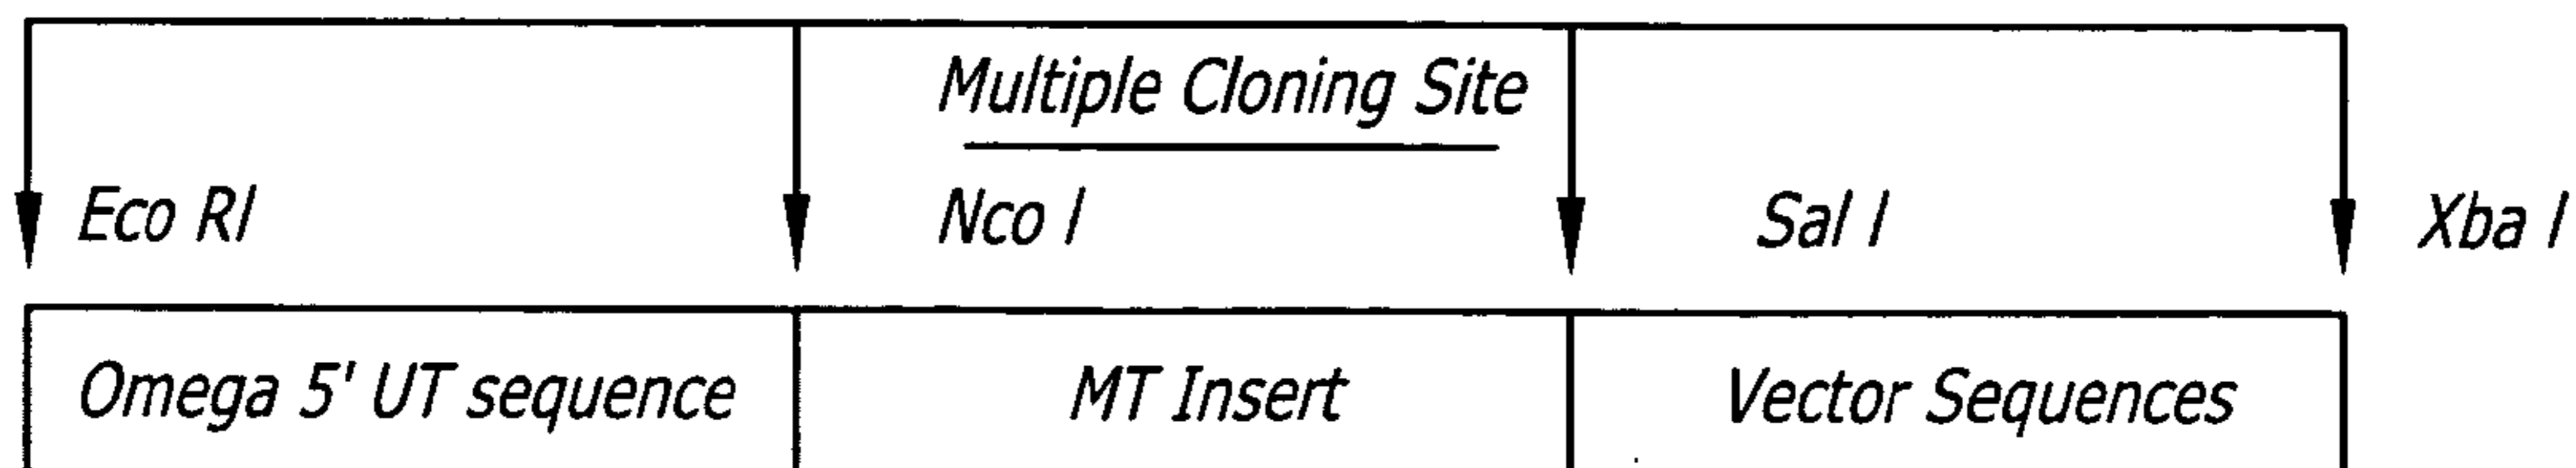 Multiple Cloning Site
Eco RI Nco I Sal I Xba I
Omega 5' UT sequence MT Insert Vector Sequences